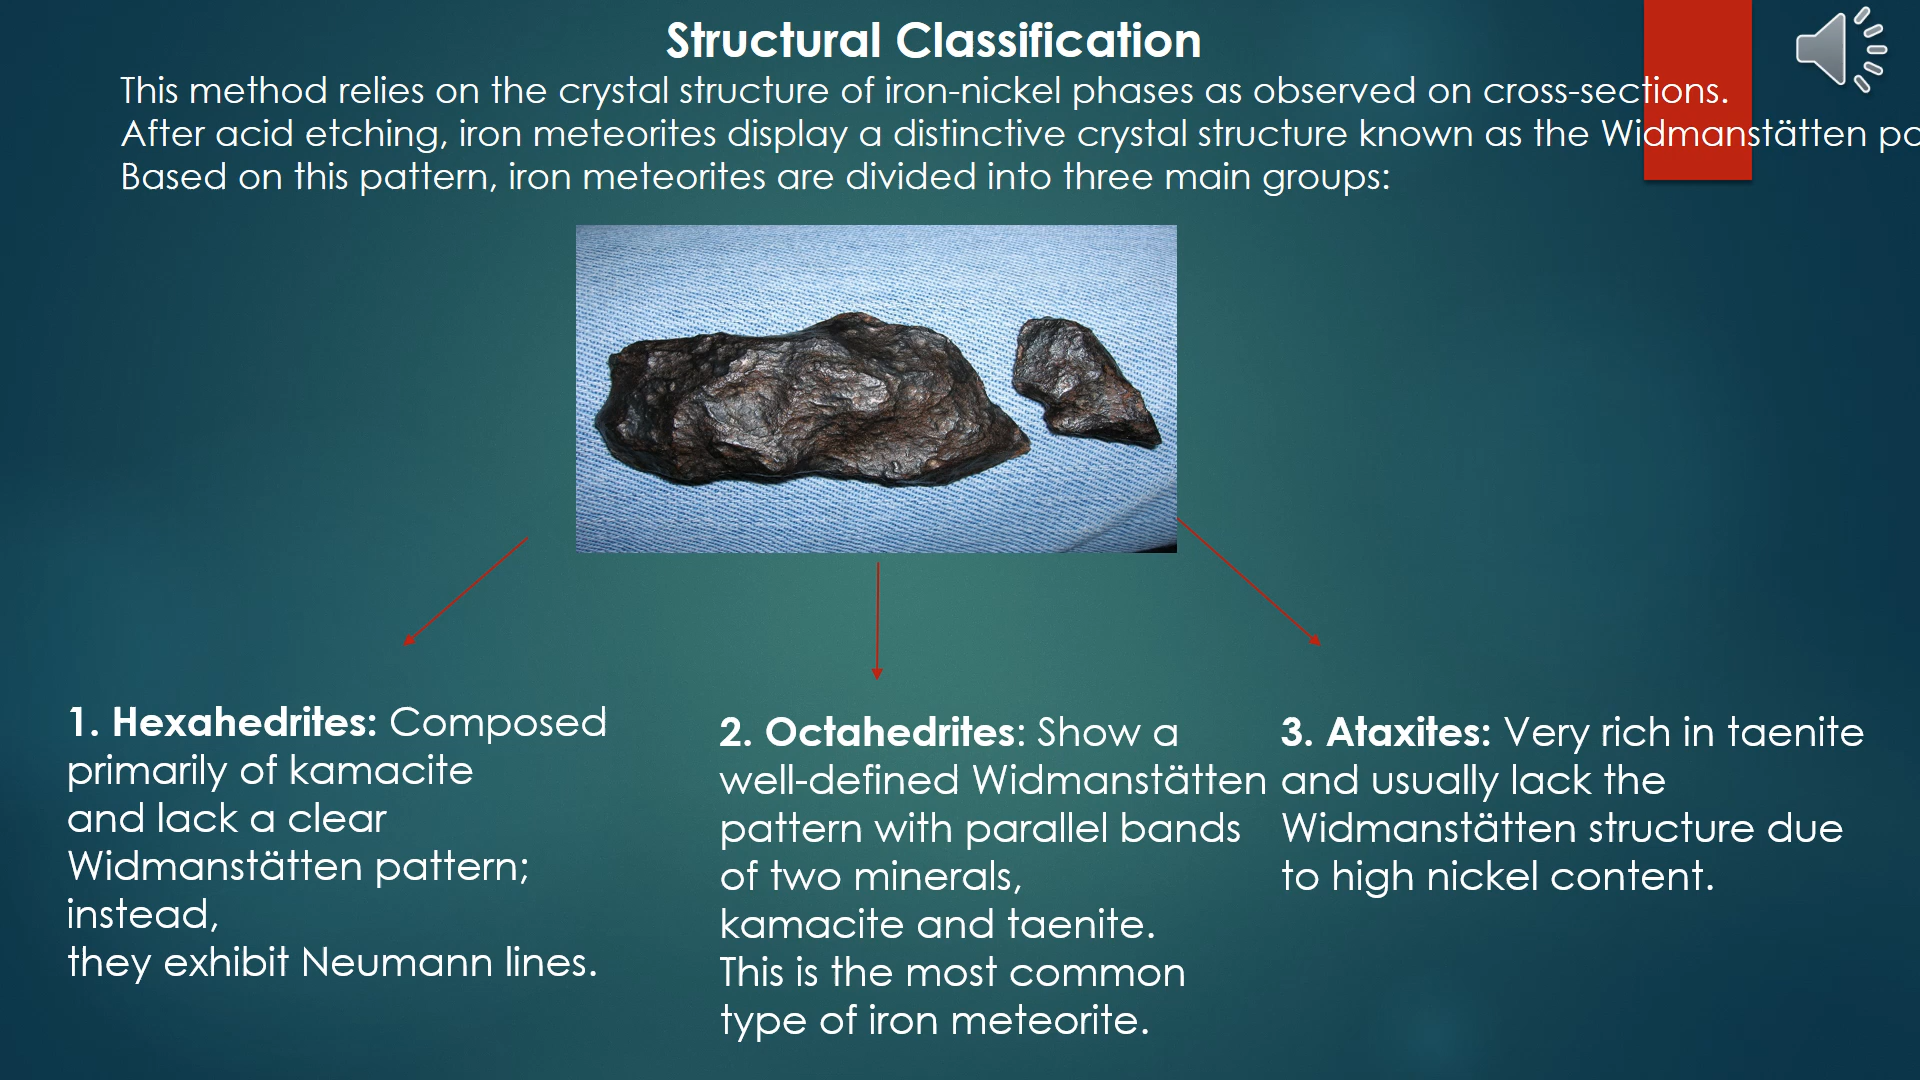 Structural Classification
This method relies on the crystal structure of iron-nickel phases as observed on cross-sections.
After acid etching, iron meteorites display a distinctive crystal structure known as the Widmanstätten
Based on this pattern, iron meteorites are divided into three main groups:
1. Hexahedrites: Composed
primarily of kamacite
and lack a clear
Widmanstätten pattern;
instead,
they exhibit Neumann lines.
2. Octahedrites: Show a
well-defined Widmanstätten
pattern with parallel bands
of two minerals,
kamacite and taenite.
This is the most common
type of iron meteorite.
3. Ataxites: Very rich in taenite
and usually lack the
Widmanstätten structure due
to high nickel content.